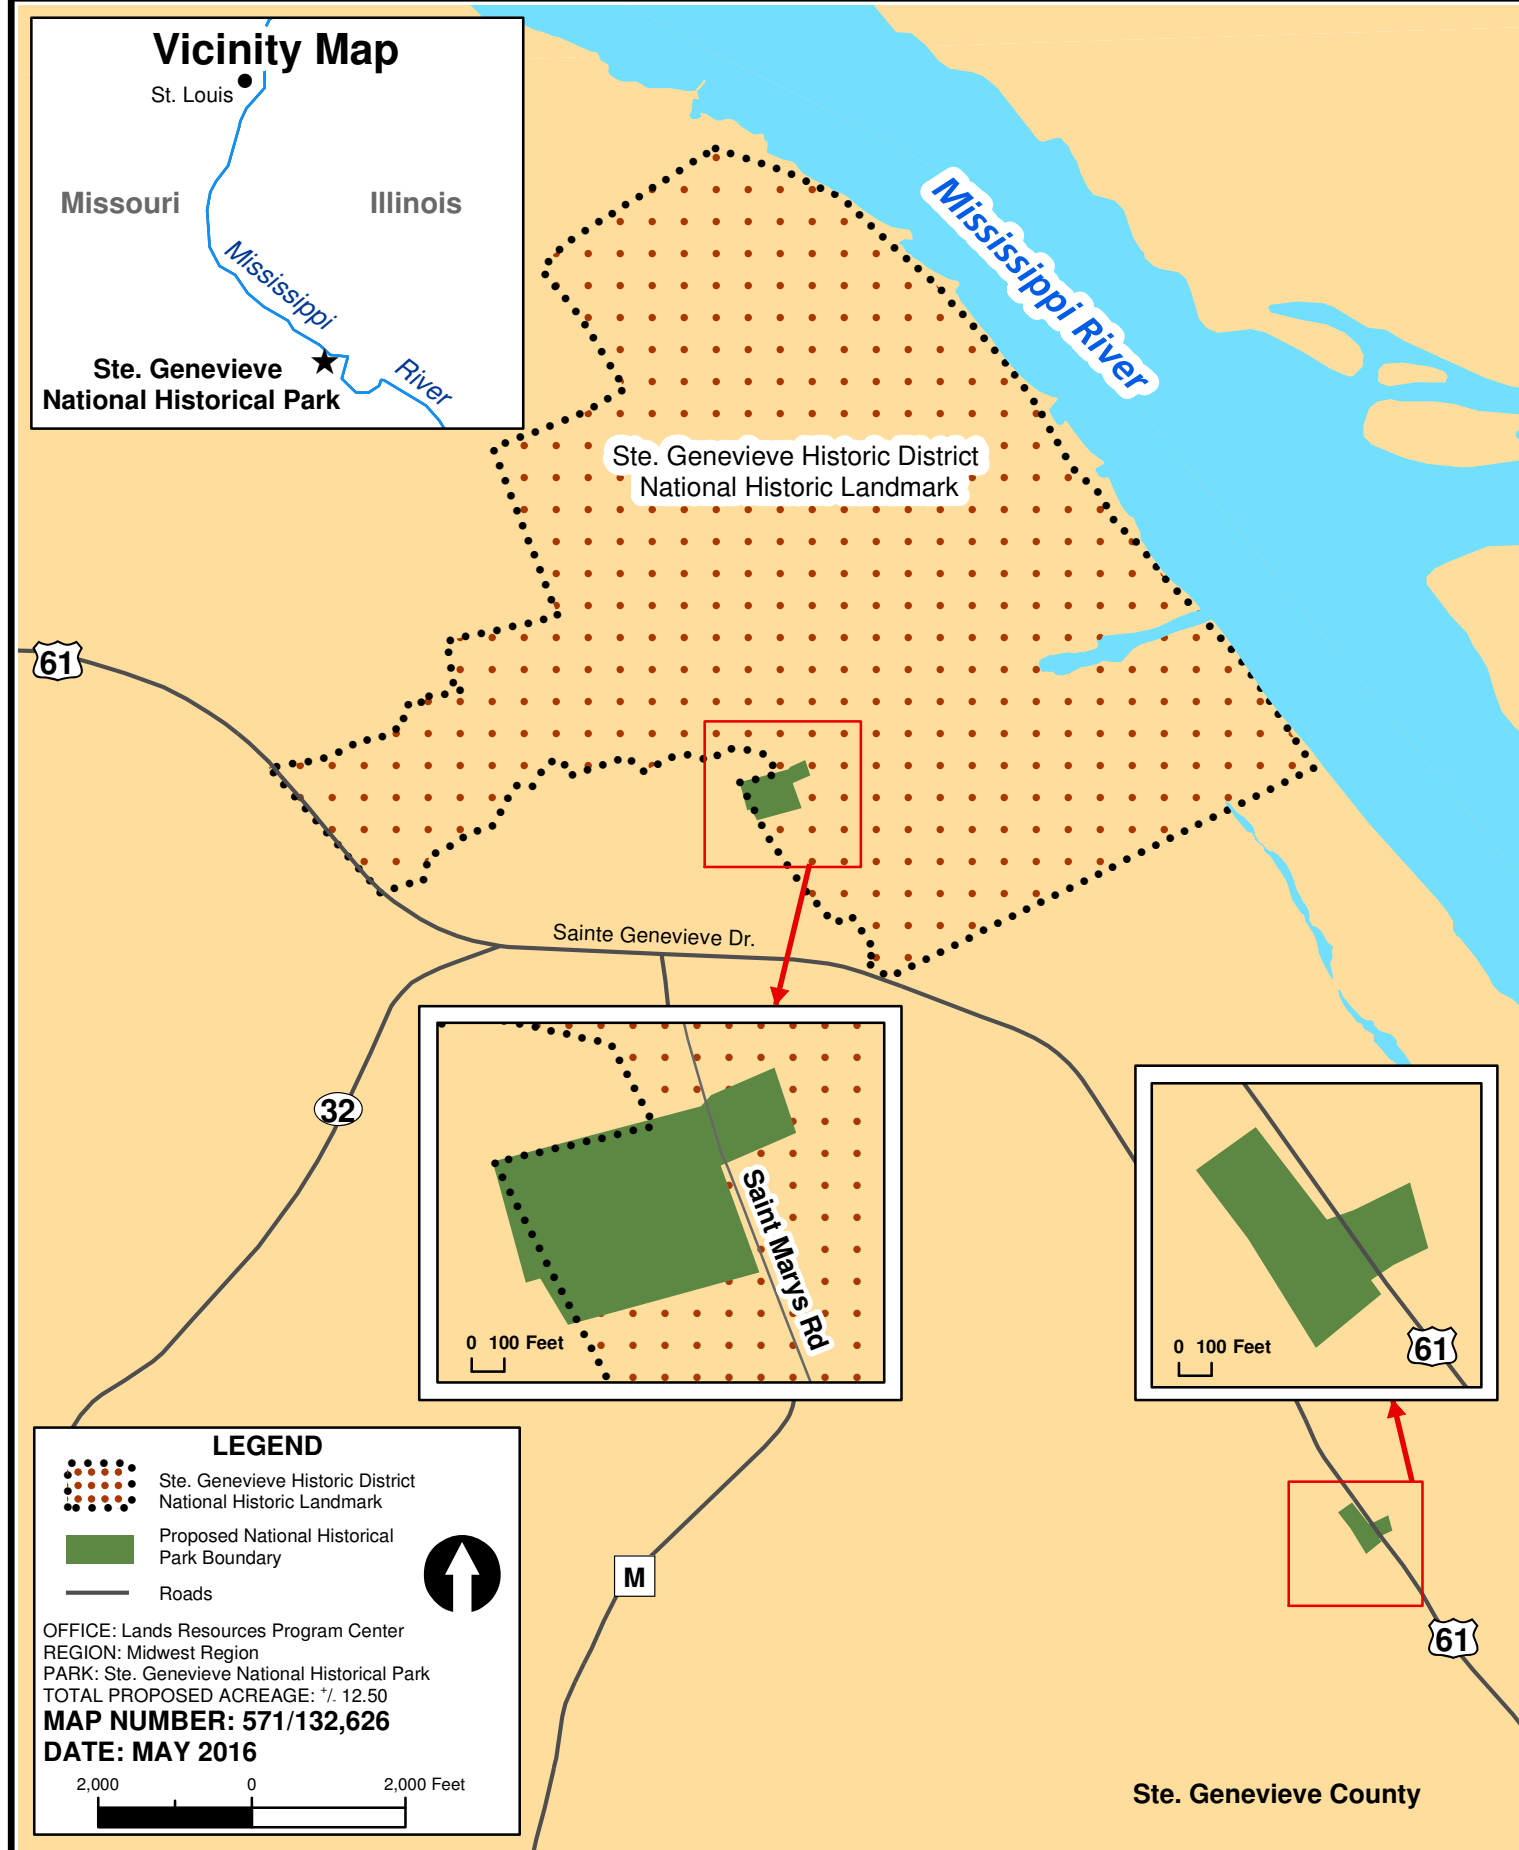 Vicinity Map
St. Louis
Missouri
Illinois
Mississippi
River
Ste. Genevieve
National Historical Park
Mississippi River
Ste. Genevieve Historic District
National Historic Landmark
61
Sainte Genevieve Dr.
32
Saint Marys Rd
0 100 Feet
0 100 Feet
61
M
61
LEGEND
Ste. Genevieve Historic District
National Historic Landmark
Proposed National Historical
Park Boundary
Roads
OFFICE: Lands Resources Program Center
REGION: Midwest Region
PARK: Ste. Genevieve National Historical Park
TOTAL PROPOSED ACREAGE: +/- 12.50
MAP NUMBER: 571/132,626
DATE: MAY 2016
2,000 0 2,000 Feet
Ste. Genevieve County